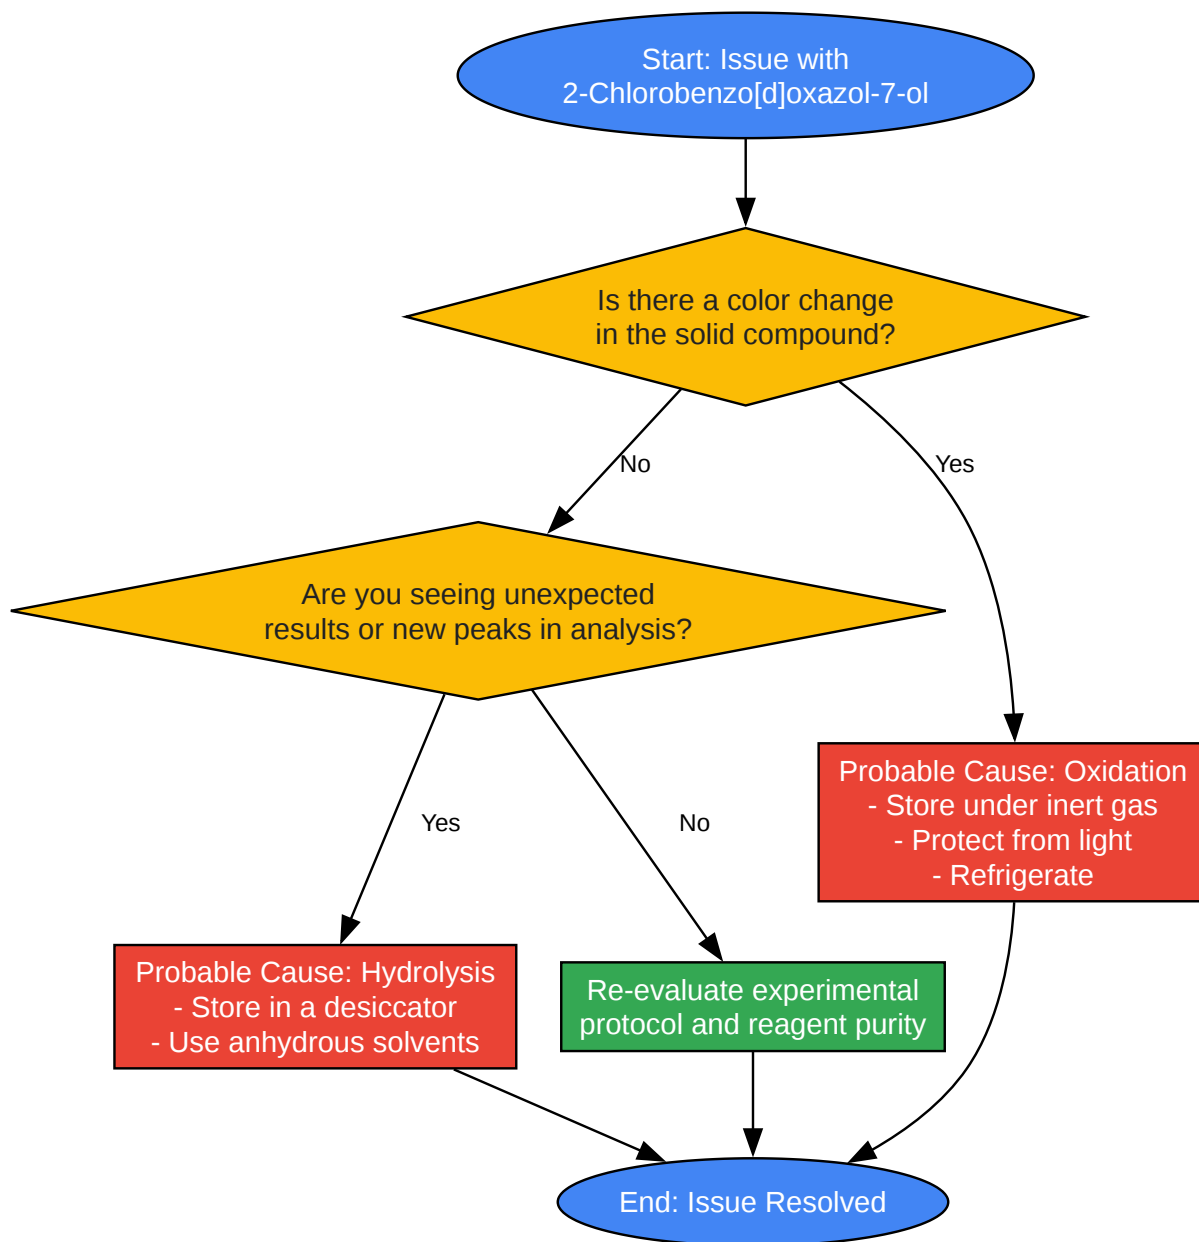 Start: Issue with
2-Chlorobenzo[d]oxazol-7-ol
Is there a color change
in the solid compound?
No
Yes
Are you seeing unexpected
results or new peaks in analysis?
Yes
No
Probable Cause: Oxidation
- Store under inert gas
- Protect from light
- Refrigerate
Probable Cause: Hydrolysis
- Store in a desiccator
- Use anhydrous solvents
Re-evaluate experimental
protocol and reagent purity
End: Issue Resolved